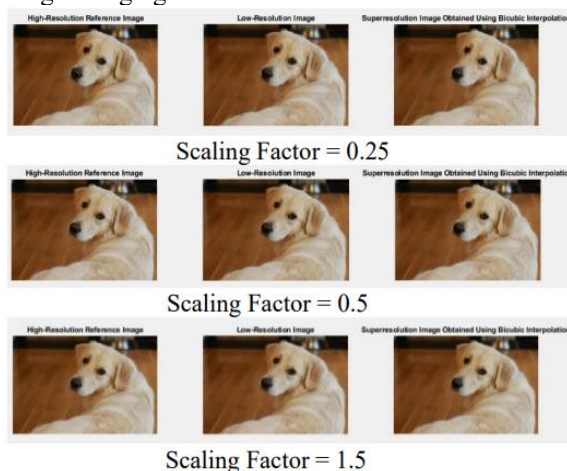 High-Resolution Reference Image Low-Resolution Image Superresolution Image Obtained Using Bicubic Interpolation
Scaling Factor = 0.25
High-Resolution Reference Image Low-Resolution Image Superresolution Image Obtained Using Bicubic Interpolation
Scaling Factor = 0.5
High-Resolution Reference Image Low-Resolution Image Superresolution Image Obtained Using Bicubic Interpolation
Scaling Factor = 1.5